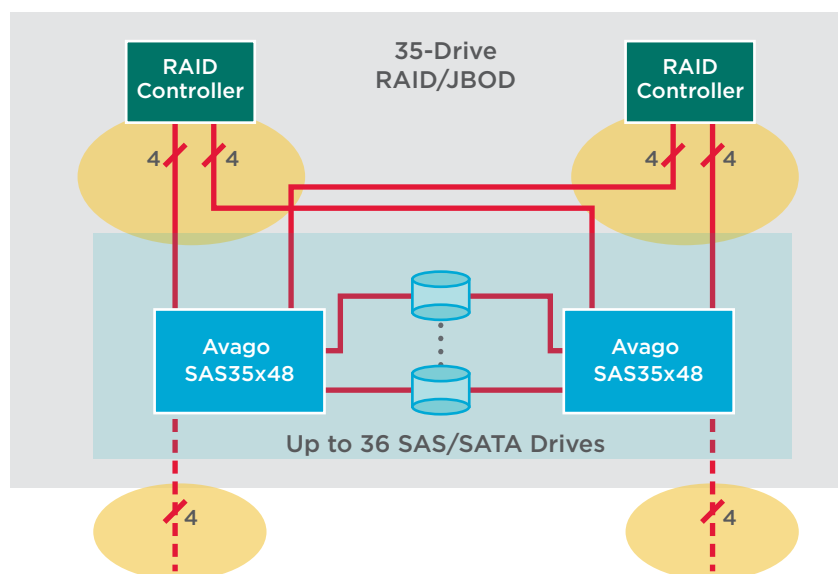 RAID
Controller
35-Drive
RAID/JBOD
RAID
Controller
4
4
4
4
Avago
SAS35x48
Avago
SAS35x48
Up to 36 SAS/SATA Drives
4
4